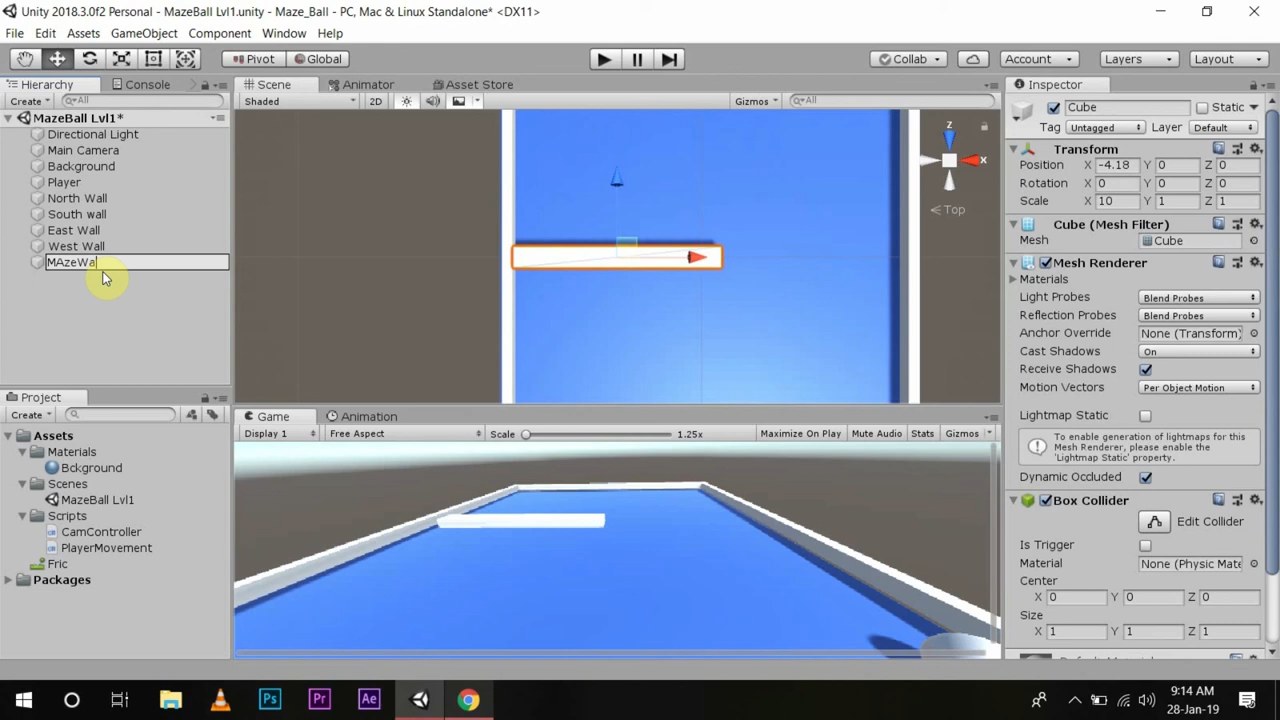 Unity 2018.3.0f2 Personal - MazeBall Lvl1.unity - Maze_Ball - PC, Mac & Linux Standalone* <DX11>
File Edit Assets GameObject Component Window Help
Pivot Global Collab Account Layers Layout
Hierarchy Console Scene Animator Asset Store Inspector
Create All Shaded 2D Gizmos All
Cube Static
MazeBall Lvl1*
Tag Untagged Layer Default
Directional Light
Main Camera
Background
Player
North Wall
South wall
East Wall
West Wall
MAzeWa
z
x
Top
Transform
Position X -4.18 Y 0 Z 0
Rotation X 0 Y 0 Z 0
Scale X 10 Y 1 Z 1
Cube (Mesh Filter)
Mesh Cube
Mesh Renderer
Materials
Light Probes Blend Probes
Reflection Probes Blend Probes
Anchor Override None (Transform)
Cast Shadows On
Receive Shadows
Motion Vectors Per Object Motion
Lightmap Static
To enable generation of lightmaps for this
Mesh Renderer, please enable the
'Lightmap Static' property.
Dynamic Occluded
Box Collider
Edit Collider
Is Trigger
Material None (Physic Mate
Center
X 0 Y 0 Z 0
Size
X 1 Y 1 Z 1
Project
Create
Assets
Materials
Bckground
Scenes
MazeBall Lvl1
Scripts
CamController
PlayerMovement
Fric
Packages
Game Animation
Display 1 Free Aspect Scale 1.25x Maximize On Play Mute Audio Stats Gizmos
Ps Pr Ae
9:14 AM
28-Jan-19